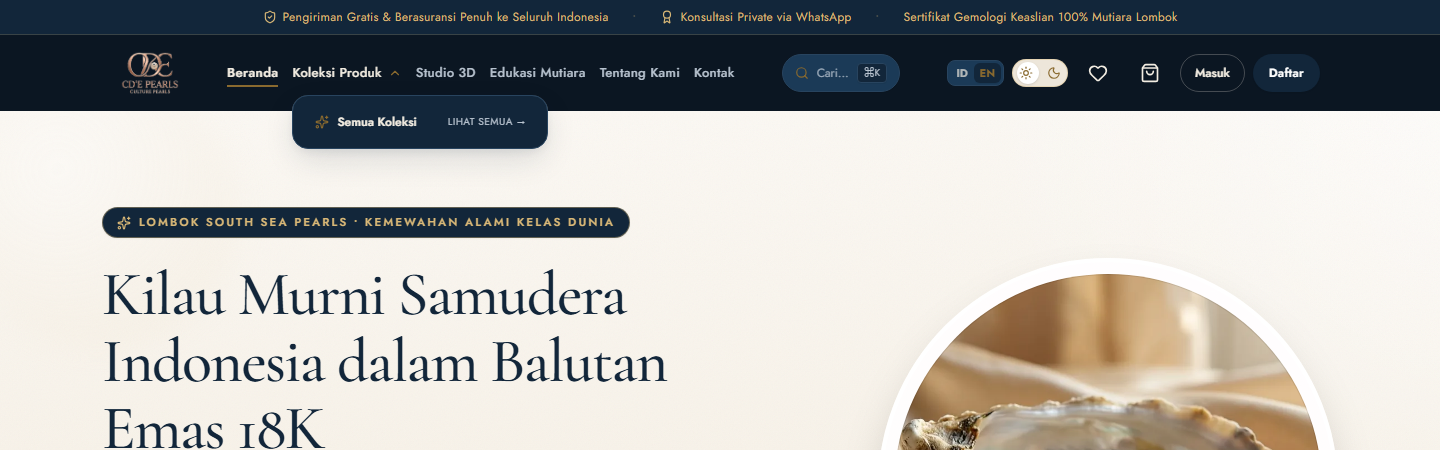 Pengiriman Gratis & Berasuransi Penuh ke Seluruh Indonesia · Konsultasi Private via WhatsApp · Sertifikat Gemologi Keaslian 100% Mutiara Lombok
CD'E PEARLS
CULTURE PEARLS
Beranda Koleksi Produk Studio 3D Edukasi Mutiara Tentang Kami Kontak Cari... ⌘K ID EN Masuk Daftar
Semua Koleksi LIHAT SEMUA →
LOMBOK SOUTH SEA PEARLS · KEMEWAHAN ALAMI KELAS DUNIA
Kilau Murni Samudera
Indonesia dalam Balutan
Emas 18K